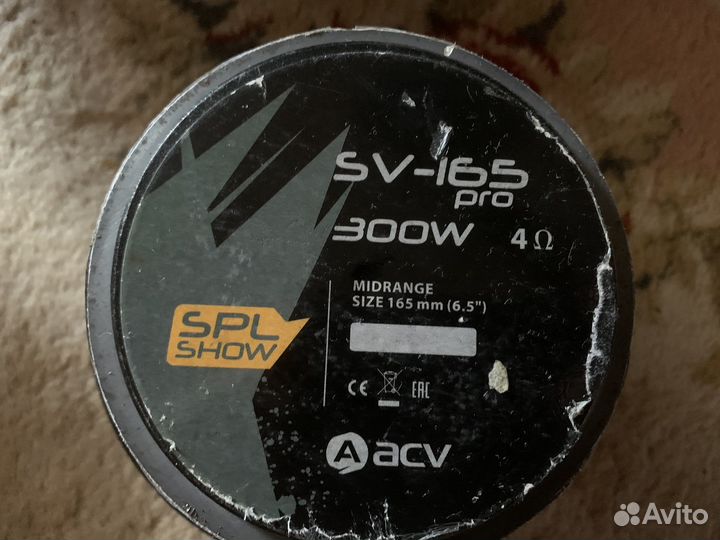 SV-165
pro
300W 4Ω
MIDRANGE
SIZE 165 mm (6.5")
SPL
SHOW
CE EAC
A acv
Avito